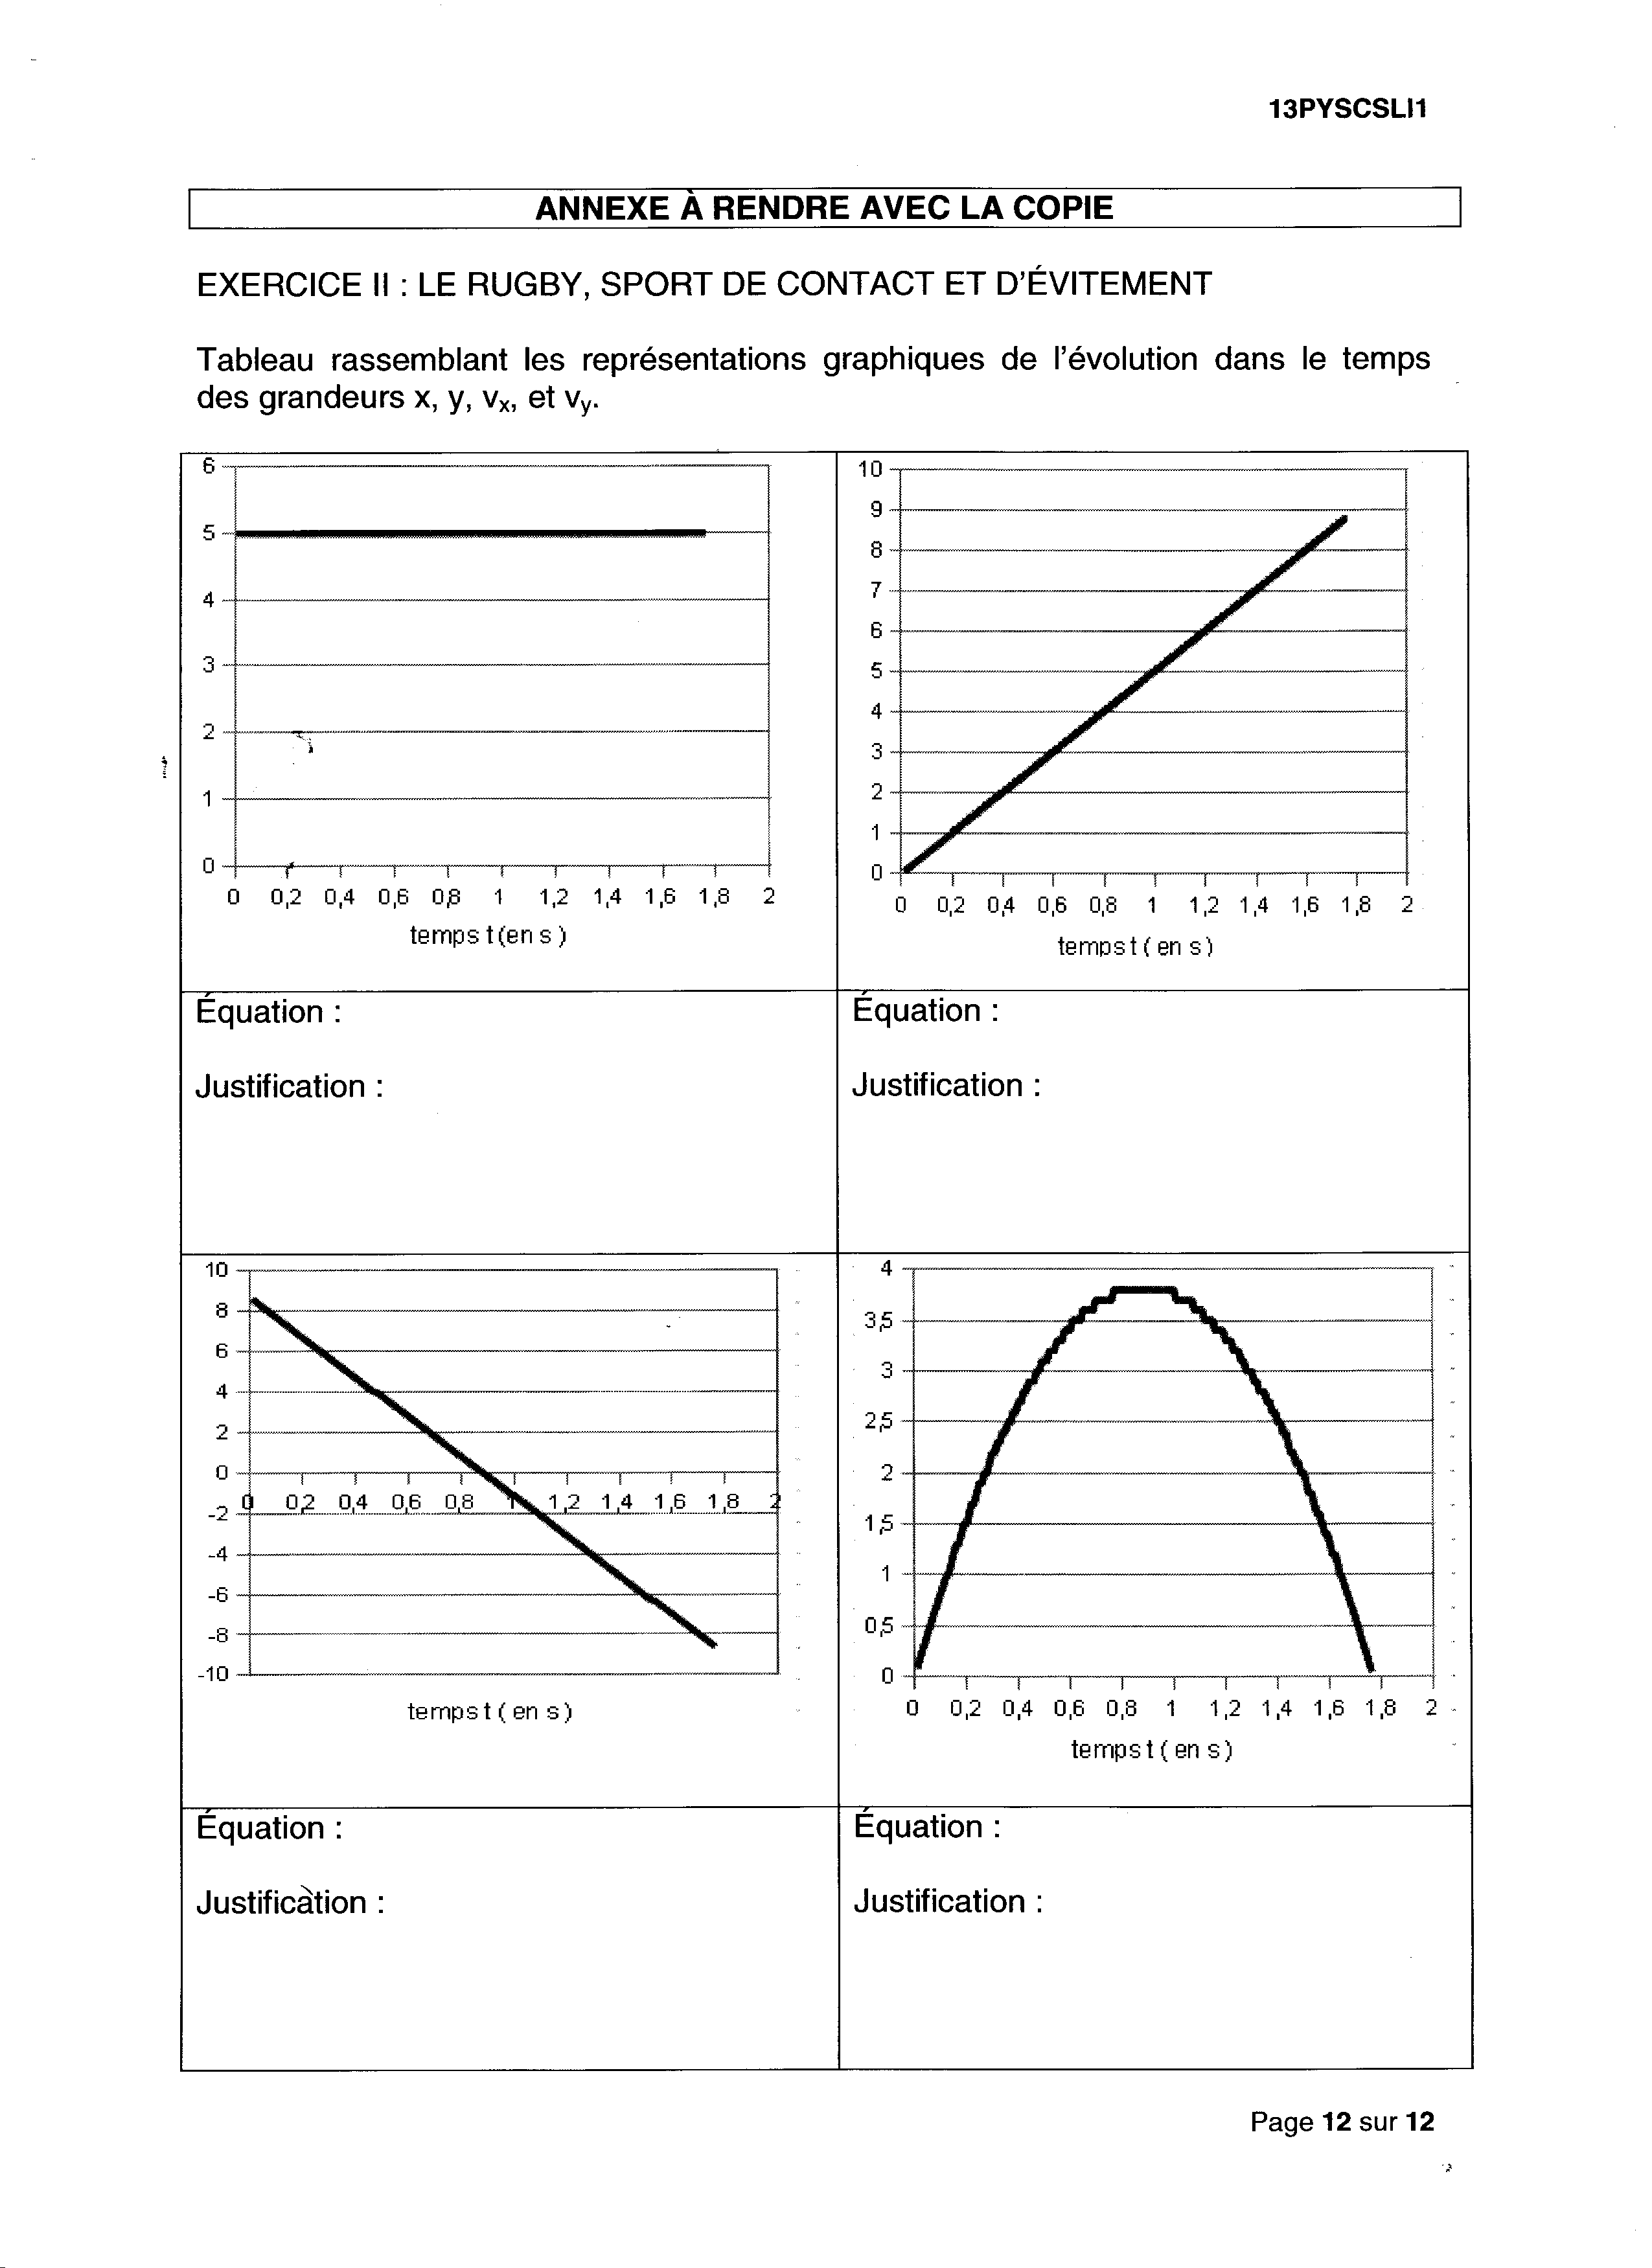 13PYSCSLI1
ANNEXE À RENDRE AVEC LA COPIE
EXERCICE II : LE RUGBY, SPORT DE CONTACT ET D'ÉVITEMENT
Tableau rassemblant les représentations graphiques de l'évolution dans le temps
des grandeurs x, y, vx, et vy.
6
5
4
3
2
1
0
0 0,2 0,4 0,6 0,8 1 1,2 1,4 1,6 1,8 2
temps t (en s )
10
9
8
7
6
5
4
3
2
1
0
0 0,2 0,4 0,6 0,8 1 1,2 1,4 1,6 1,8 2
temps t ( en s )
Équation :
Justification :
Équation :
Justification :
10
8
6
4
2
0
-2
-4
-6
-8
-10
0 0,2 0,4 0,6 0,8 1 1,2 1,4 1,6 1,8 2
temps t ( en s )
4
3,5
3
2,5
2
1,5
1
0,5
0
0 0,2 0,4 0,6 0,8 1 1,2 1,4 1,6 1,8 2
temps t ( en s )
Équation :
Justification :
Équation :
Justification :
Page 12 sur 12